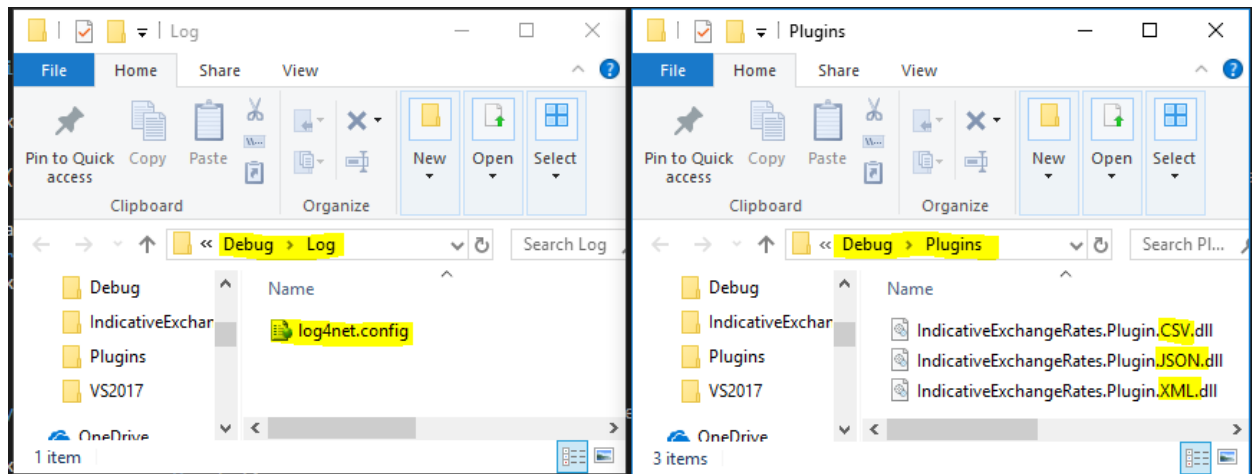 Log
File Home Share View
Pin to Quick access Copy Paste New Open Select
Clipboard Organize
« Debug > Log Search Log
Debug Name
IndicativeExchar log4net.config
Plugins
VS2017
OneDrive
1 item
Plugins
File Home Share View
Pin to Quick access Copy Paste New Open Select
Clipboard Organize
« Debug > Plugins Search Pl...
Debug Name
IndicativeExchar IndicativeExchangeRates.Plugin.CSV.dll
Plugins IndicativeExchangeRates.Plugin.JSON.dll
VS2017 IndicativeExchangeRates.Plugin.XML.dll
OneDrive
3 items